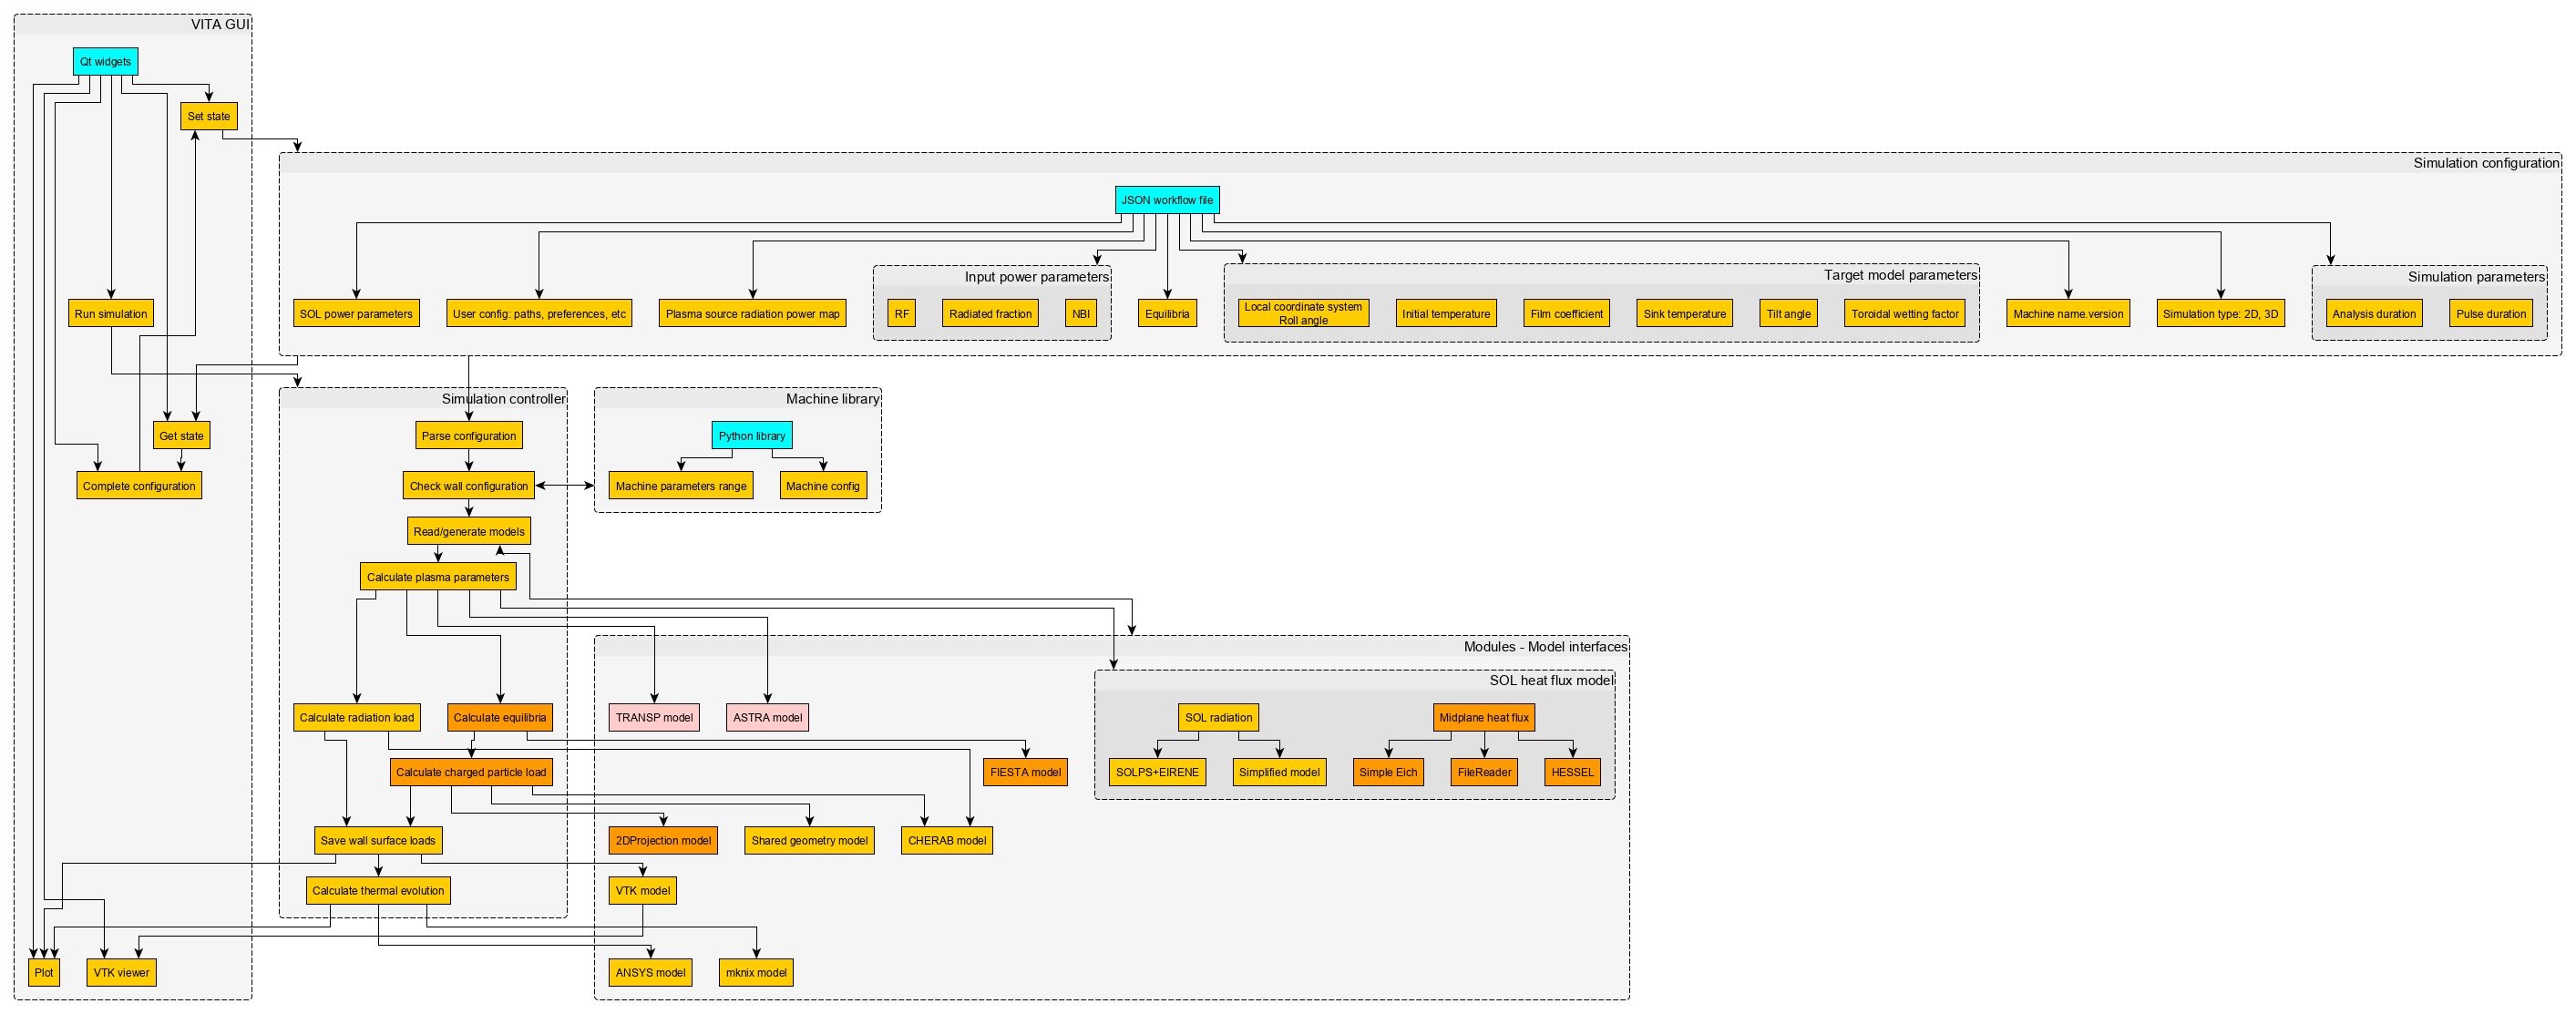 VITA GUI
Qt widgets
Set state
Simulation configuration
JSON workflow file
Input power parameters
Target model parameters
Simulation parameters
Run simulation
SOL power parameters
User config: paths, preferences, etc
Plasma source radiation power map
RF
Radiated fraction
NBI
Equilibria
Local coordinate system
Roll angle
Initial temperature
Film coefficient
Sink temperature
Tilt angle
Toroidal wetting factor
Machine name.version
Simulation type: 2D, 3D
Analysis duration
Pulse duration
Simulation controller
Machine library
Get state
Parse configuration
Python library
Complete configuration
Check wall configuration
Machine parameters range
Machine config
Read/generate models
Calculate plasma parameters
Modules - Model interfaces
SOL heat flux model
Calculate radiation load
Calculate equilibria
TRANSP model
ASTRA model
SOL radiation
Midplane heat flux
Calculate charged particle load
FIESTA model
SOLPS+EIRENE
Simplified model
Simple Eich
FileReader
HESSEL
Save wall surface loads
2DProjection model
Shared geometry model
CHERAB model
Calculate thermal evolution
VTK model
Plot
VTK viewer
ANSYS model
mknix model